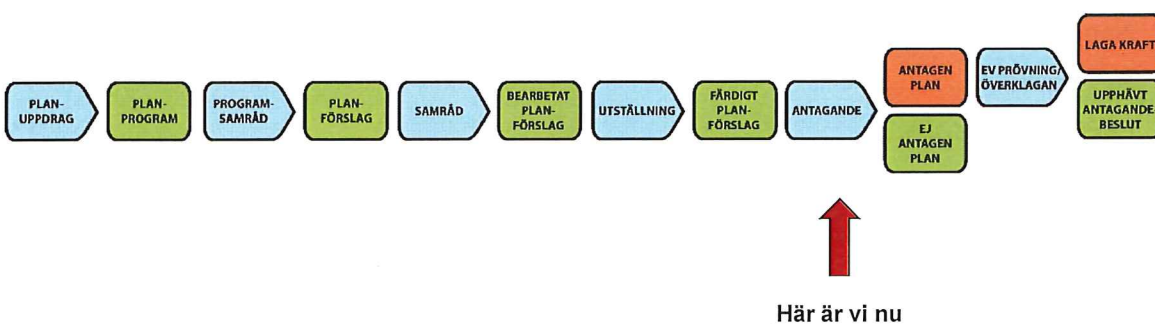 PLAN-
UPPDRAG
PLAN-
PROGRAM
PROGRAM-
SAMRÅD
PLAN-
FÖRSLAG
SAMRÅD
BEARBETAT
PLAN-
FÖRSLAG
UTSTÄLLNING
FÄRDIGT
PLAN-
FÖRSLAG
ANTAGANDE
ANTAGEN
PLAN
EJ
ANTAGEN
PLAN
EV PRÖVNING/
ÖVERKLAGAN
LAGA KRAFT
UPPHÄVT
ANTAGANDE-
BESLUT
Här är vi nu